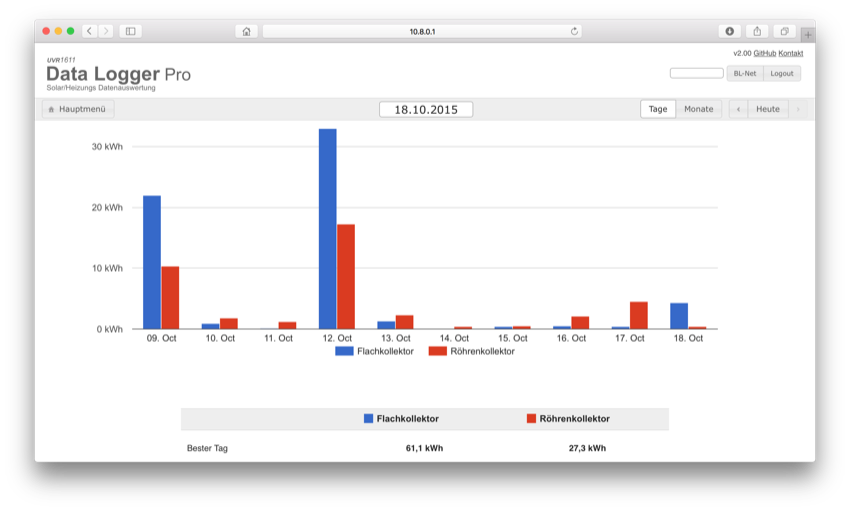 10.8.0.1
v2.00 GitHub Kontakt
UVR1611
Data Logger Pro
Solar/Heizungs Datenauswertung
BL-Net Logout
Hauptmenü
18.10.2015
Tage Monate
Heute
30 kWh
20 kWh
10 kWh
0 kWh
09. Oct 10. Oct 11. Oct 12. Oct 13. Oct 14. Oct 15. Oct 16. Oct 17. Oct 18. Oct
Flachkollektor Röhrenkollektor
Flachkollektor Röhrenkollektor
Bester Tag 61,1 kWh 27,3 kWh